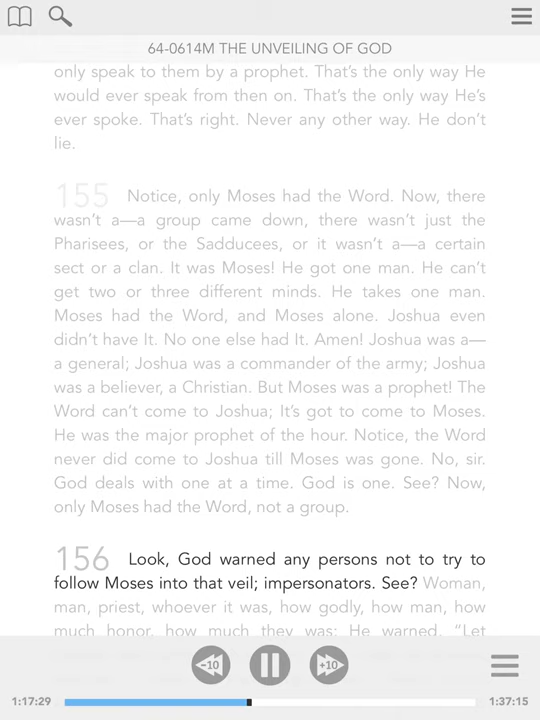 64-0614M THE UNVEILING OF GOD
only speak to them by a prophet. That's the only way He
would ever speak from then on. That's the only way He's
ever spoke. That's right. Never any other way. He don't
lie.
155 Notice, only Moses had the Word. Now, there
wasn't a—a group came down, there wasn't just the
Pharisees, or the Sadducees, or it wasn't a—a certain
sect or a clan. It was Moses! He got one man. He can't
get two or three different minds. He takes one man.
Moses had the Word, and Moses alone. Joshua even
didn't have It. No one else had It. Amen! Joshua was a—
a general; Joshua was a commander of the army; Joshua
was a believer, a Christian. But Moses was a prophet! The
Word can't come to Joshua; It's got to come to Moses.
He was the major prophet of the hour. Notice, the Word
never did come to Joshua till Moses was gone. No, sir.
God deals with one at a time. God is one. See? Now,
only Moses had the Word, not a group.
156 Look, God warned any persons not to try to
follow Moses into that veil; impersonators. See? Woman,
man, priest, whoever it was, how godly, how man, how
much honor, how much they was; He warned, "Let
-10
+10
1:17:29
1:37:15